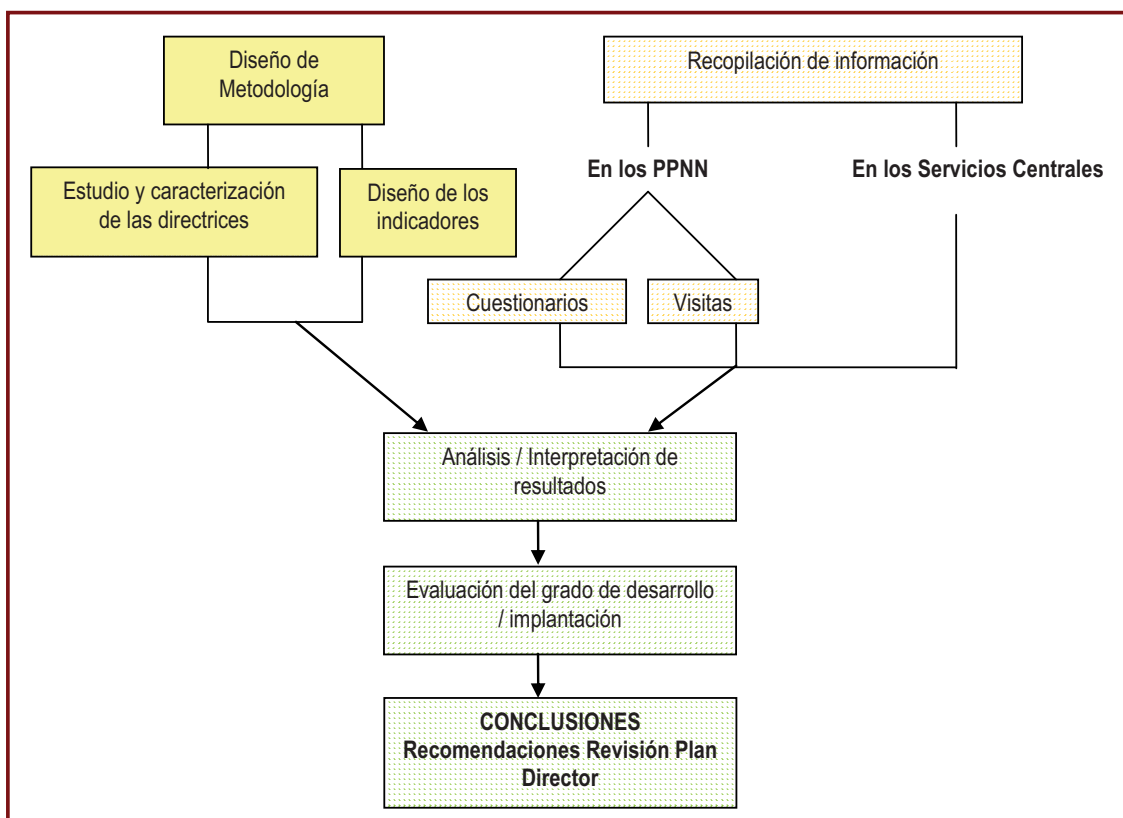 Diseño de
Metodología
Recopilación de información
Estudio y caracterización
de las directrices
Diseño de los
indicadores
En los PPNN
En los Servicios Centrales
Cuestionarios
Visitas
Análisis / Interpretación de
resultados
Evaluación del grado de desarrollo
/ implantación
CONCLUSIONES
Recomendaciones Revisión Plan
Director